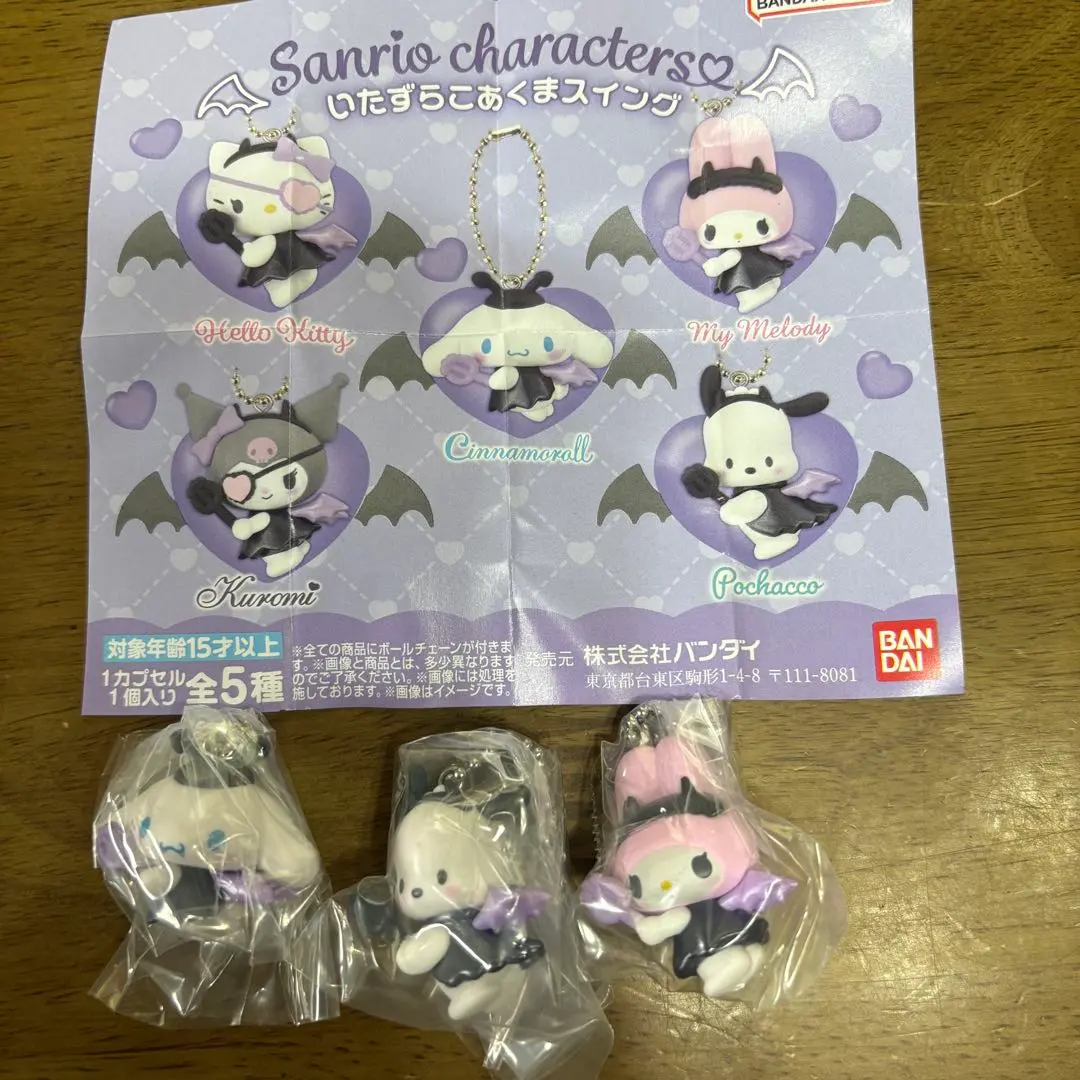 BANDAI
Sanrio characters♡
いたずらこあくまスイング
Hello Kitty
My Melody
Cinnamoroll
Kuromi
Pochacco
対象年齢15才以上
1カプセル
1個入り
全5種
※全ての商品にボールチェーンが付きま
す。※画像と商品とは、多少異なります
のでご了承ください。※画像には処理を
施しております。※画像はイメージです。
発売元
株式会社バンダイ
東京都台東区駒形1-4-8 〒111-8081
BAN
DAI